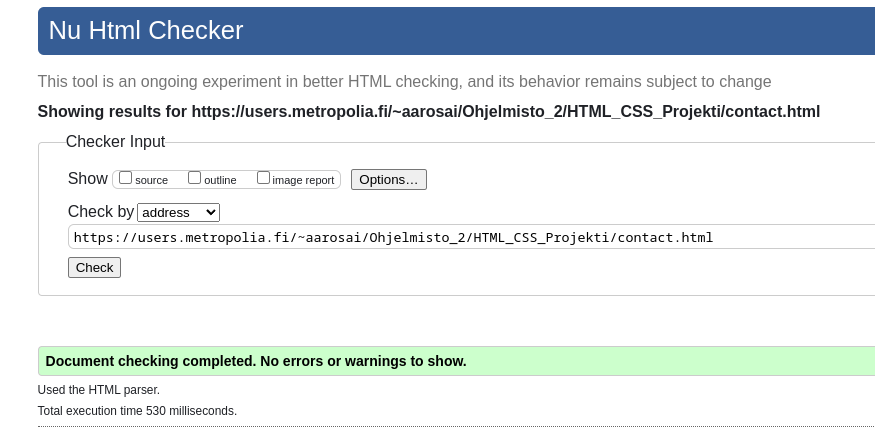 Nu Html Checker
This tool is an ongoing experiment in better HTML checking, and its behavior remains subject to change
Showing results for https://users.metropolia.fi/~aarosai/Ohjelmisto_2/HTML_CSS_Projekti/contact.html
Checker Input
Show source outline image report Options...
Check by address
https://users.metropolia.fi/~aarosai/Ohjelmisto_2/HTML_CSS_Projekti/contact.html
Check
Document checking completed. No errors or warnings to show.
Used the HTML parser.
Total execution time 530 milliseconds.